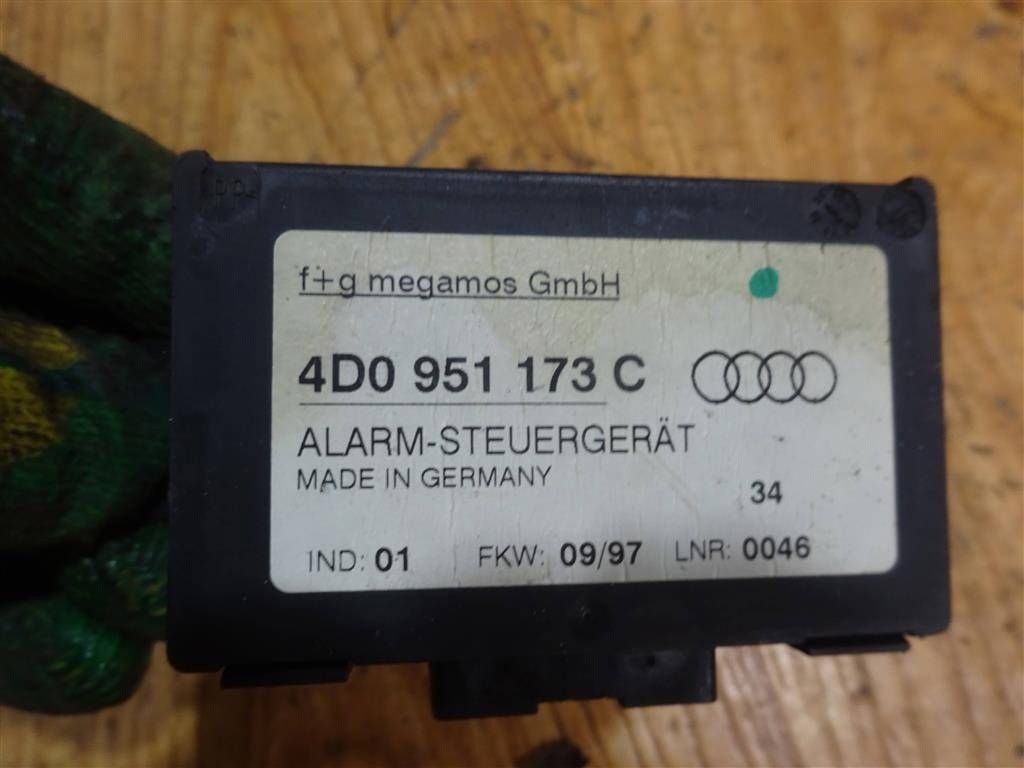 f+g megamos GmbH
4D0 951 173 C
ALARM-STEUERGERÄT
MADE IN GERMANY
34
IND: 01 FKW: 09/97 LNR: 0046